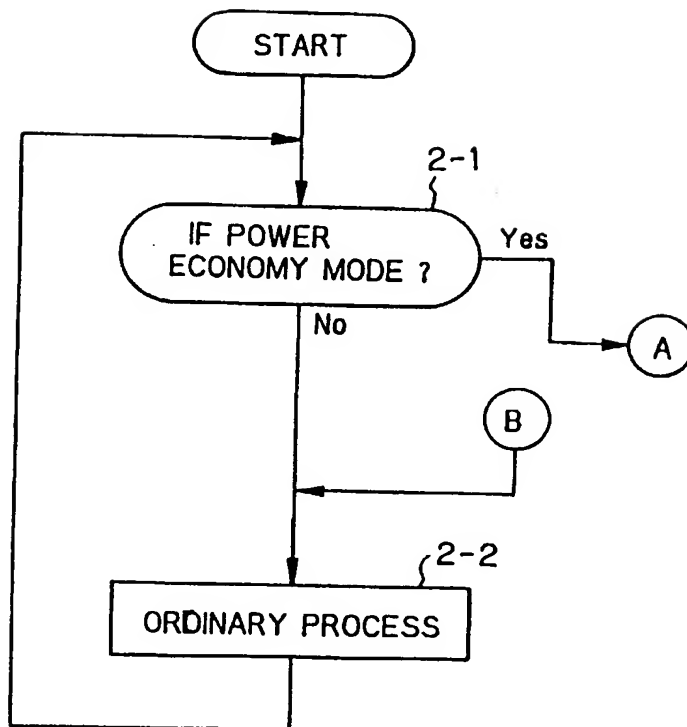 START
2-1
IF POWER
ECONOMY MODE ?
Yes
No
A
B
2-2
ORDINARY PROCESS